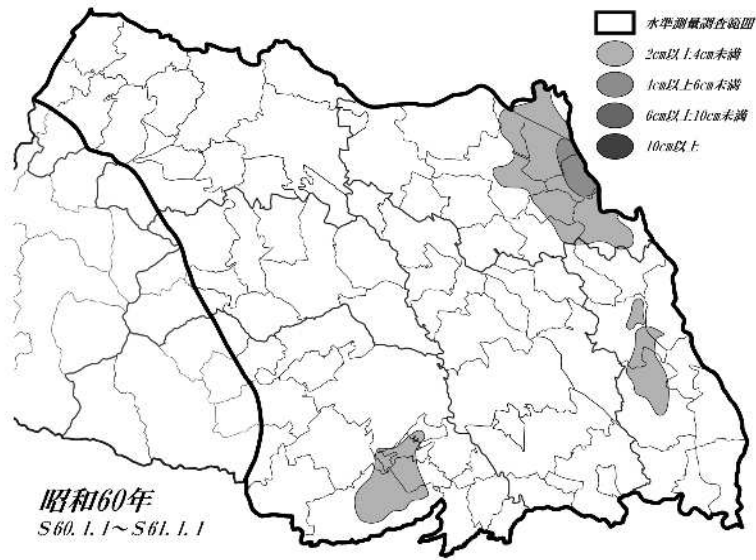 水準測量調査範囲
2cm以上4cm未満
4cm以上6cm未満
6cm以上10cm未満
10cm以上
昭和60年
S60.1.1～S61.1.1